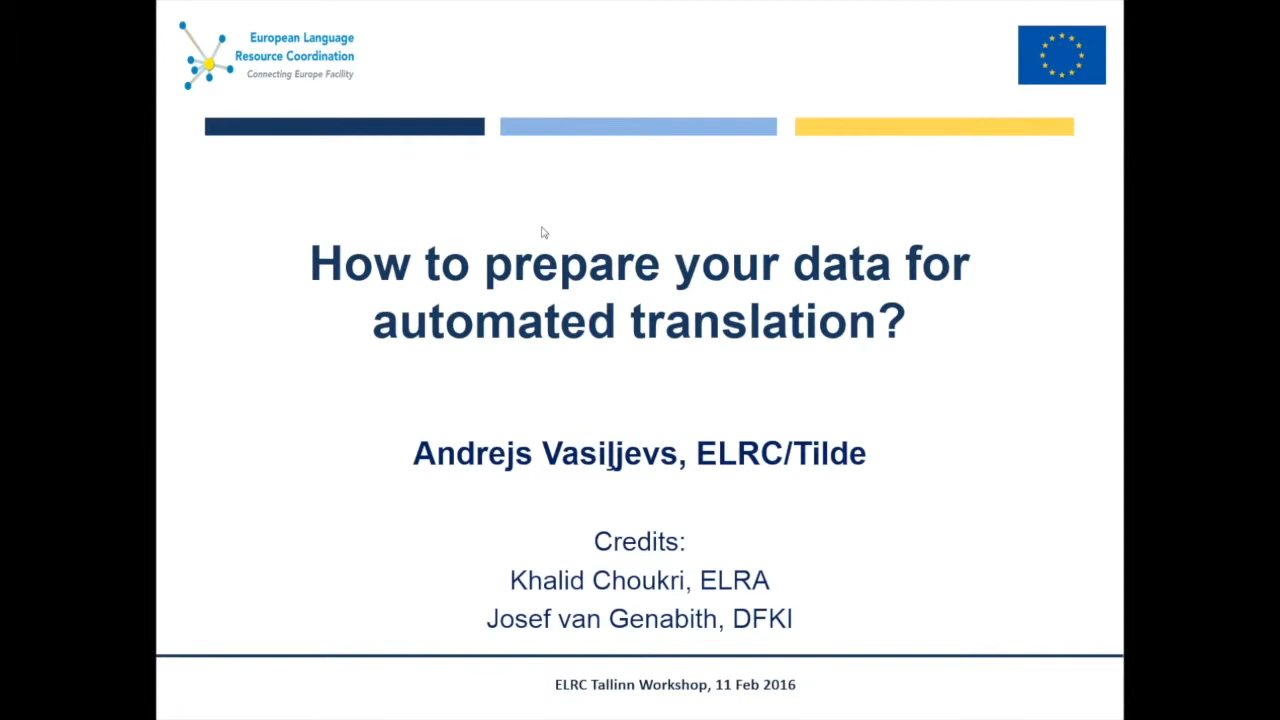 European Language
Resource Coordination
Connecting Europe Facility
How to prepare your data for
automated translation?
Andrejs Vasiļjevs, ELRC/Tilde
Credits:
Khalid Choukri, ELRA
Josef van Genabith, DFKI
ELRC Tallinn Workshop, 11 Feb 2016